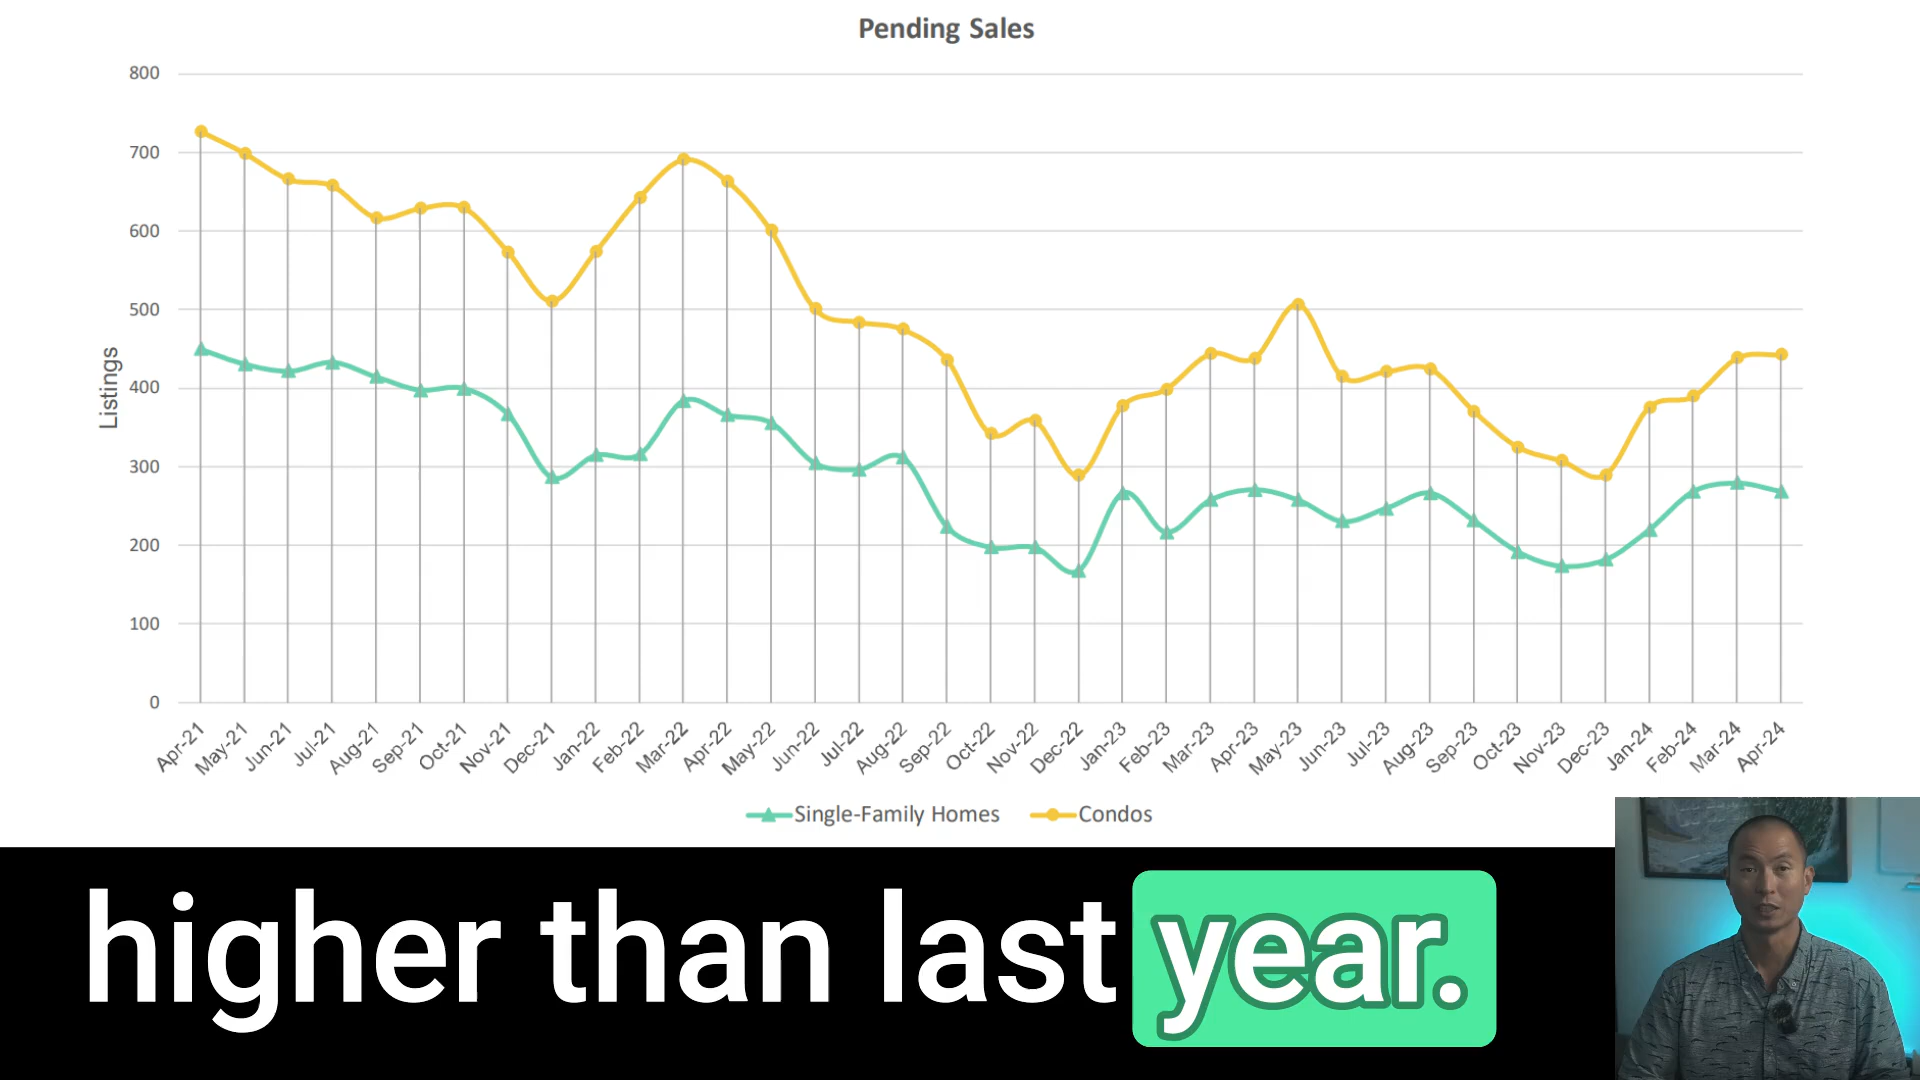 Pending Sales
800
700
600
500
400
300
200
100
0
Listings
Apr-21
May-21
Jun-21
Jul-21
Aug-21
Sep-21
Oct-21
Nov-21
Dec-21
Jan-22
Feb-22
Mar-22
Apr-22
May-22
Jun-22
Jul-22
Aug-22
Sep-22
Oct-22
Nov-22
Dec-22
Jan-23
Feb-23
Mar-23
Apr-23
May-23
Jun-23
Jul-23
Aug-23
Sep-23
Oct-23
Nov-23
Dec-23
Jan-24
Feb-24
Mar-24
Apr-24
Single-Family Homes
Condos
higher than last year.